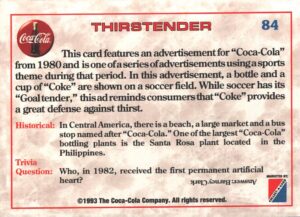 Coca-Cola
THIRSTENDER
84
This card features an advertisement for "Coca-Cola"
from 1980 and is one of a series of advertisements using a sports
theme during that period. In this advertisement, a bottle and a
cup of "Coke" are shown on a soccer field. While soccer has its
"Goal tender," this ad reminds consumers that "Coke" provides
a great defense against thirst.
Historical: In Central America, there is a beach, a large market and a bus
stop named after "Coca-Cola." One of the largest "Coca-Cola"
bottling plants is the Santa Rosa plant located in the
Philippines.
Trivia
Question: Who, in 1982, received the first permanent artificial
heart?
Answer: Barney Clark
©1993 The Coca-Cola Company. All rights reserved.